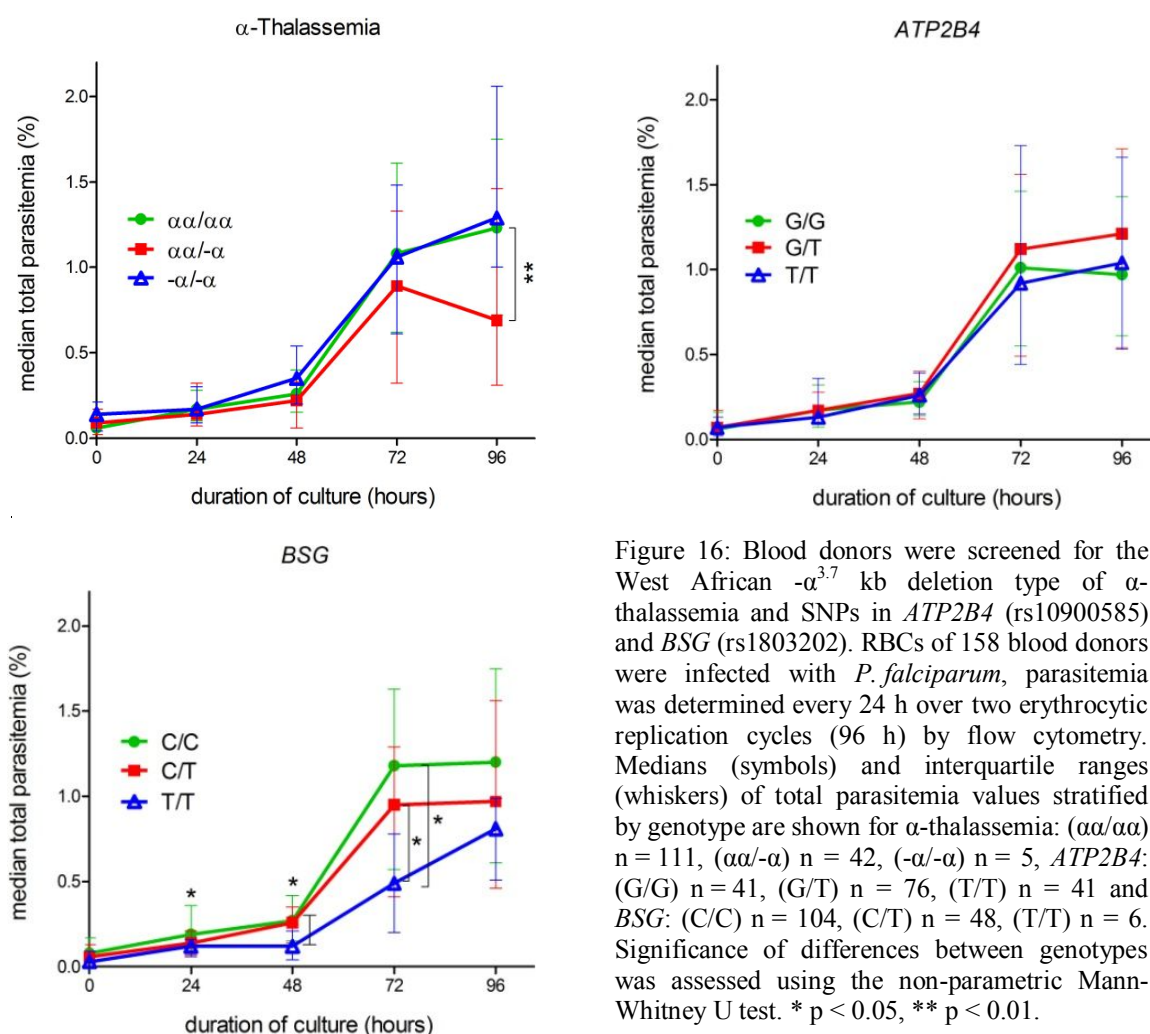 α-Thalassemia
median total parasitemia (%)
2.0
1.5
1.0
0.5
0.0
αα/αα
αα/-α
-α/-α
**
0 24 48 72 96
duration of culture (hours)
.
ATP2B4
median total parasitemia (%)
2.0
1.5
1.0
0.5
0.0
G/G
G/T
T/T
0 24 48 72 96
duration of culture (hours)
BSG
median total parasitemia (%)
2.0
1.5
1.0
0.5
0.0
C/C
C/T
T/T
* * * *
0 24 48 72 96
duration of culture (hours)
Figure 16: Blood donors were screened for the
West African -α3.7 kb deletion type of α-
thalassemia and SNPs in ATP2B4 (rs10900585)
and BSG (rs1803202). RBCs of 158 blood donors
were infected with P. falciparum, parasitemia
was determined every 24 h over two erythrocytic
replication cycles (96 h) by flow cytometry.
Medians (symbols) and interquartile ranges
(whiskers) of total parasitemia values stratified
by genotype are shown for α-thalassemia: (αα/αα)
n = 111, (αα/-α) n = 42, (-α/-α) n = 5, ATP2B4:
(G/G) n = 41, (G/T) n = 76, (T/T) n = 41 and
BSG: (C/C) n = 104, (C/T) n = 48, (T/T) n = 6.
Significance of differences between genotypes
was assessed using the non-parametric Mann-
Whitney U test. * p < 0.05, ** p < 0.01.